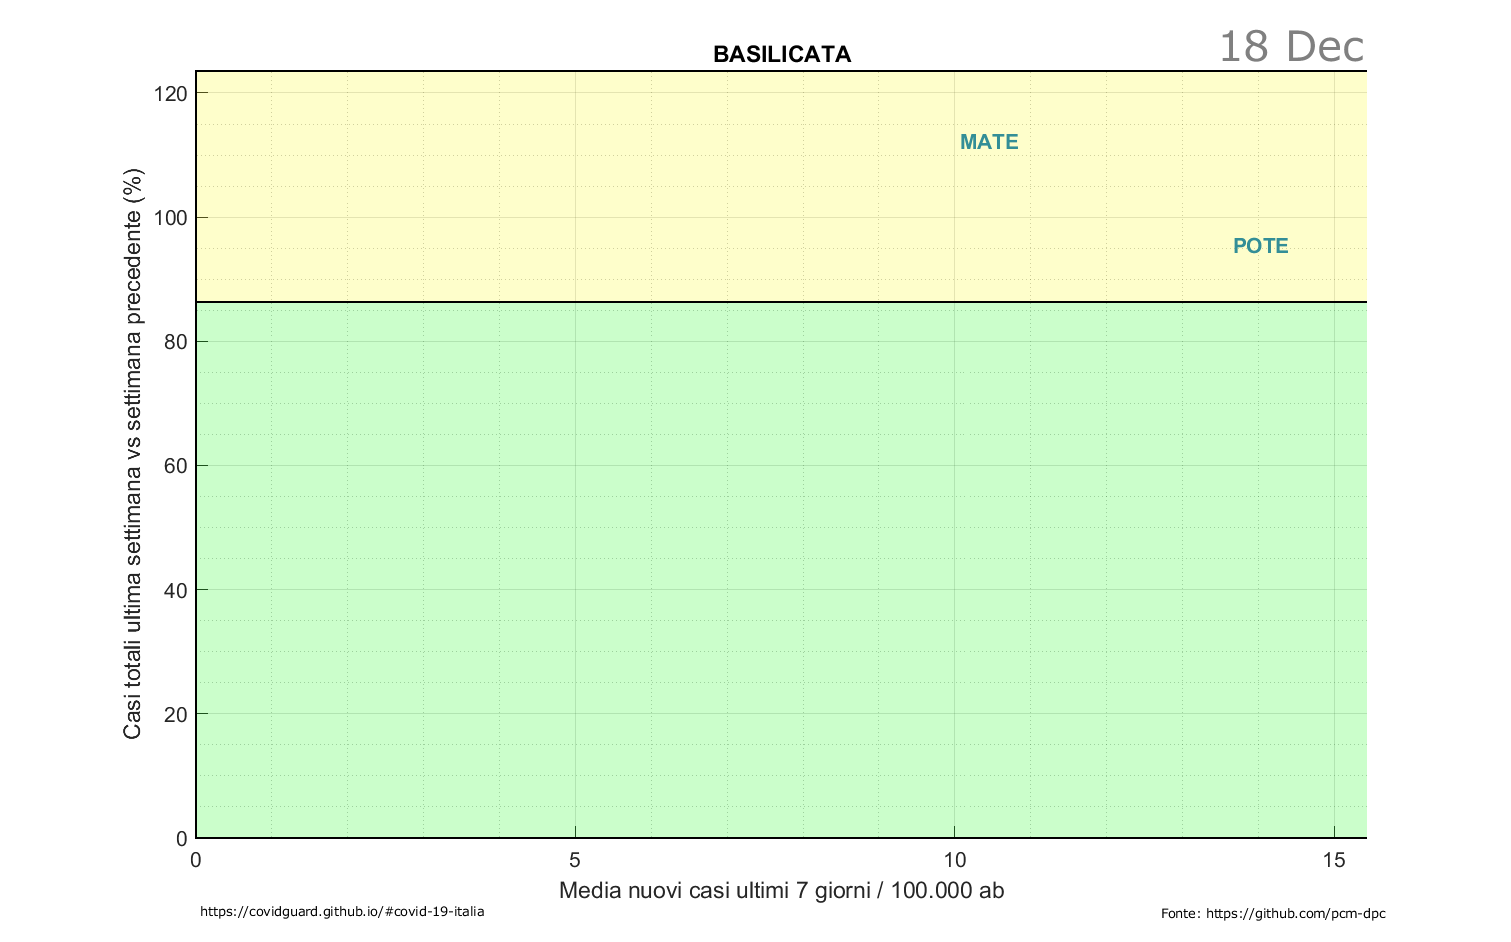 18 Dec
BASILICATA
120
100
80
60
40
20
0
Casi totali ultima settimana vs settimana precedente (%)
MATE
POTE
0 5 10 15
Media nuovi casi ultimi 7 giorni / 100.000 ab
https://covidguard.github.io/#covid-19-italia
Fonte: https://github.com/pcm-dpc